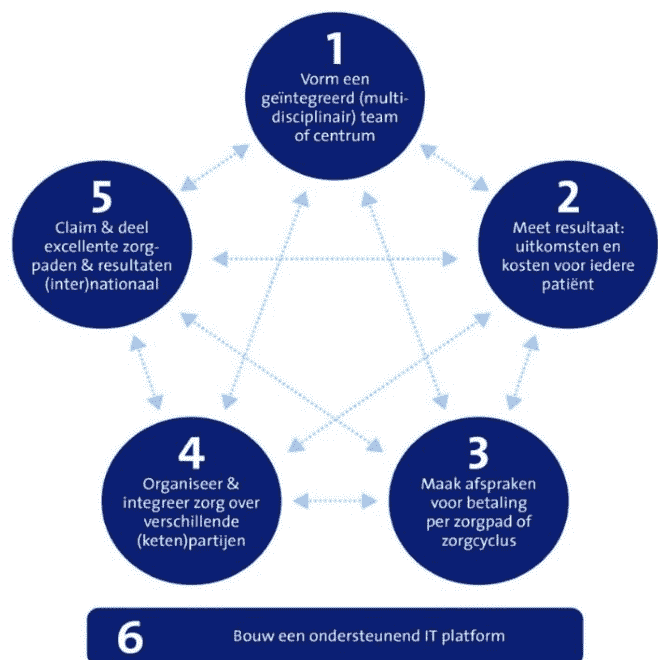 1
Vorm een
geïntegreerd (multi-
disciplinair) team
of centrum
2
Meet resultaat:
uitkomsten en
kosten voor iedere
patiënt
3
Maak afspraken
voor betaling
per zorgpad of
zorgcyclus
4
Organiseer &
integreer zorg over
verschillende
(keten)partijen
5
Claim & deel
excellente zorg-
paden & resultaten
(inter)nationaal
6
Bouw een ondersteunend IT platform